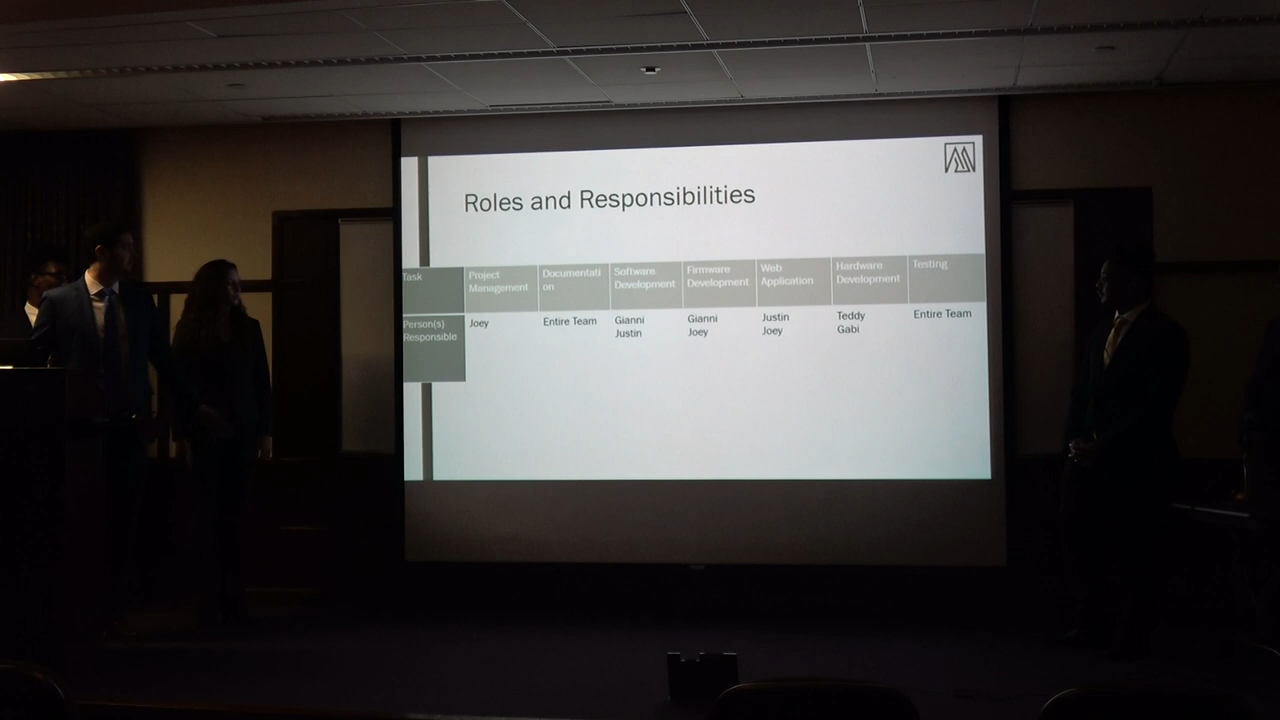 Roles and Responsibilities
Task
Project
Management
Documentati
on
Software
Development
Firmware
Development
Web
Application
Hardware
Development
Testing
Person(s)
Responsible
Joey
Entire Team
Gianni
Justin
Gianni
Joey
Justin
Joey
Teddy
Gabi
Entire Team